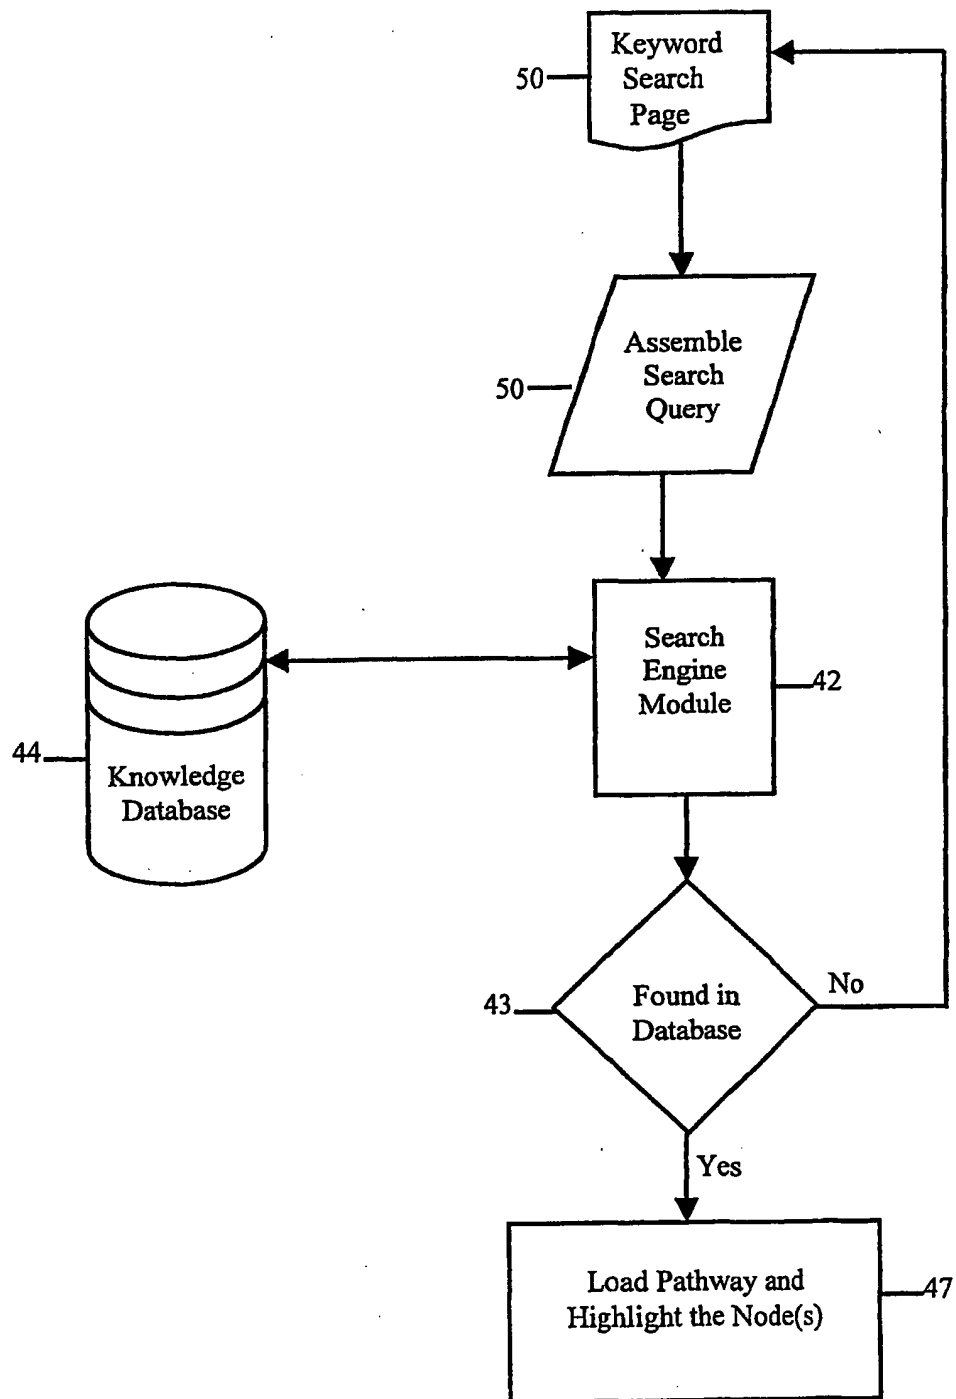 Keyword
Search
Page
50
Assemble
Search
Query
50
Search
Engine
Module
42
44
Knowledge
Database
43
Found in
Database
No
Yes
Load Pathway and
Highlight the Node(s)
47